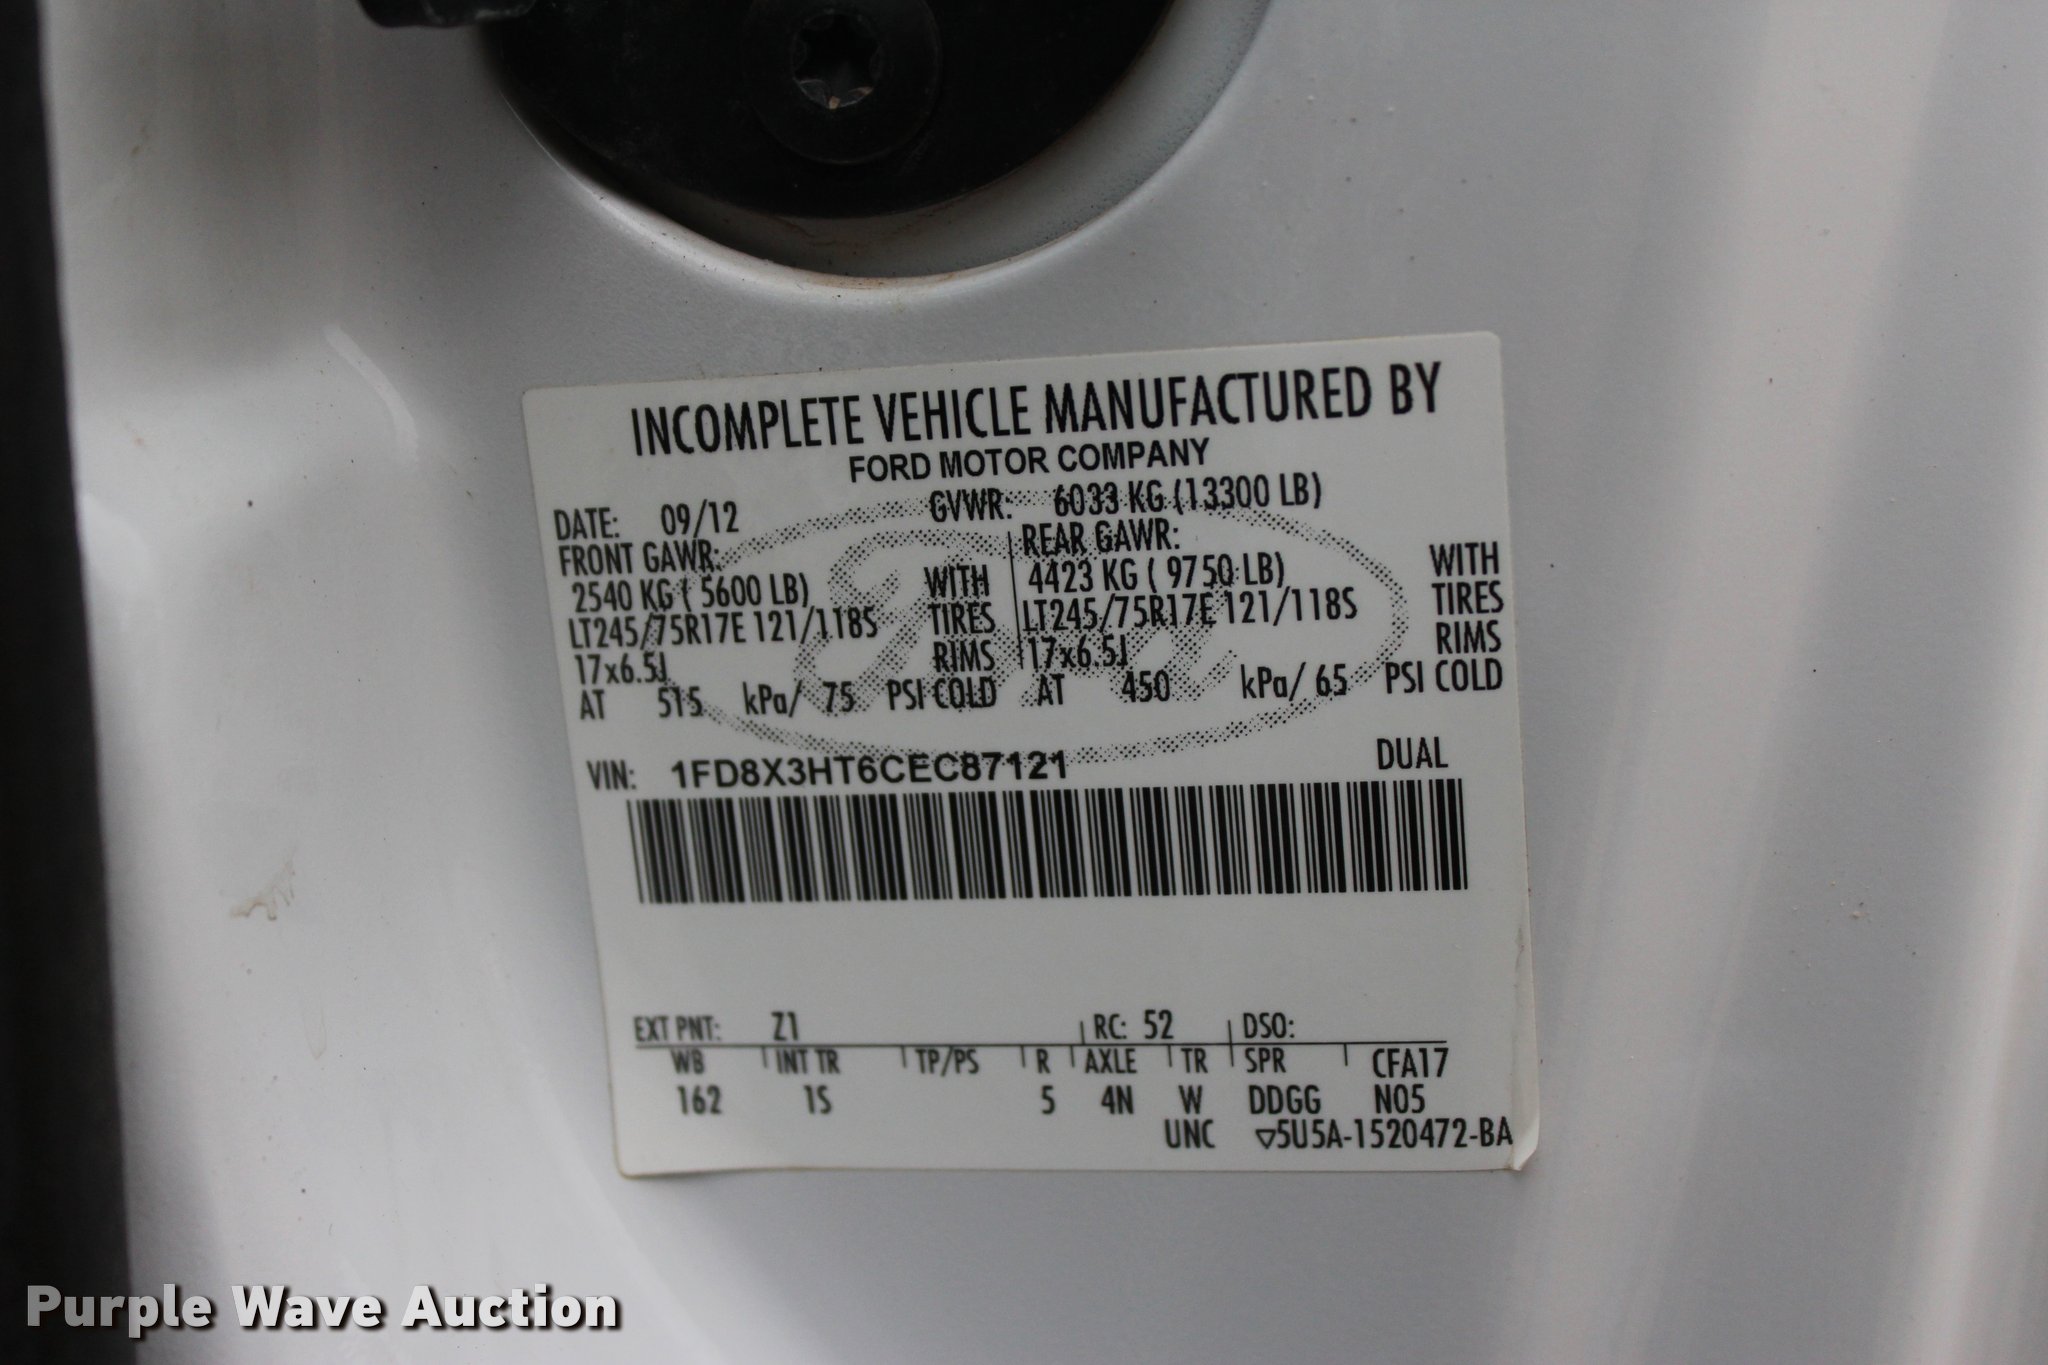 INCOMPLETE VEHICLE MANUFACTURED BY
FORD MOTOR COMPANY
DATE: 09/12 GVWR: 6033 KG (13300 LB)
FRONT GAWR: REAR GAWR:
2540 KG ( 5600 LB) WITH 4423 KG ( 9750 LB) WITH
LT245/75R17E 121/118S TIRES LT245/75R17E 121/118S TIRES
17x6.5J RIMS 17x6.5J RIMS
AT 515 kPa/ 75 PSI COLD AT 450 kPa/ 65 PSI COLD
VIN: 1FD8X3HT6CEC87121 DUAL
EXT PNT: Z1 RC: 52 DSO:
WB INT TR TP/PS R AXLE TR SPR CFA17
162 1S 5 4N W DDGG N05
UNC ▽5U5A-1520472-BA
Purple Wave Auction